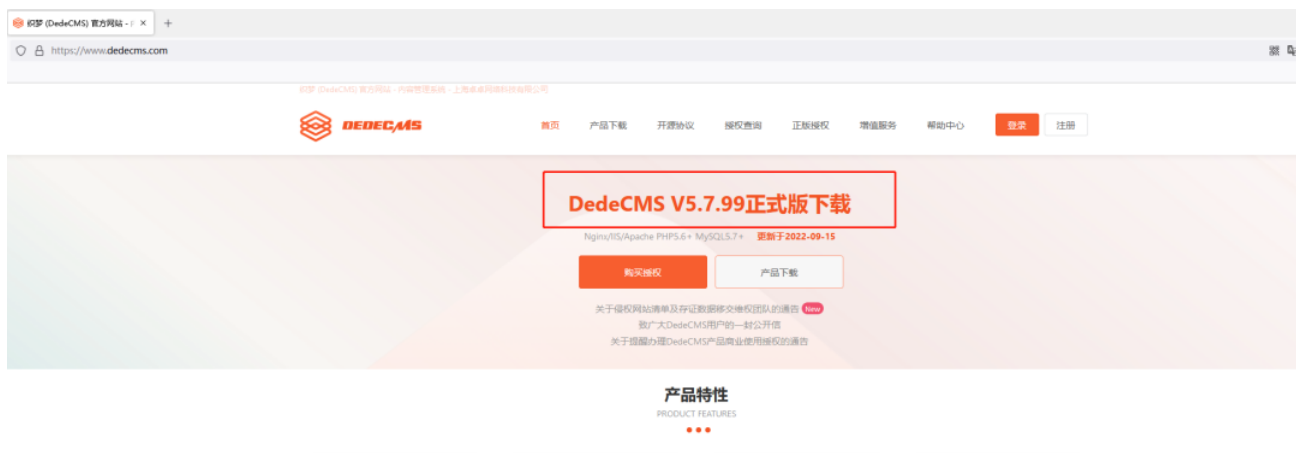 织梦 (DedeCMS) 官方网站 -
https://www.dedecms.com
织梦 (DedeCMS) 官方网站 - 内容管理系统 - 上海卓卓网络科技有限公司
DEDECMS
首页 产品下载 开源协议 授权查询 正版授权 增值服务 帮助中心 登录 注册
DedeCMS V5.7.99正式版下载
Nginx/IIS/Apache PHP5.6+ MySQL5.7+ 更新于2022-09-15
购买授权 产品下载
关于侵权网站清单及存证数据移交维权团队的通告 New
致广大DedeCMS用户的一封公开信
关于提醒办理DedeCMS产品商业使用授权的通告
产品特性
PRODUCT FEATURES